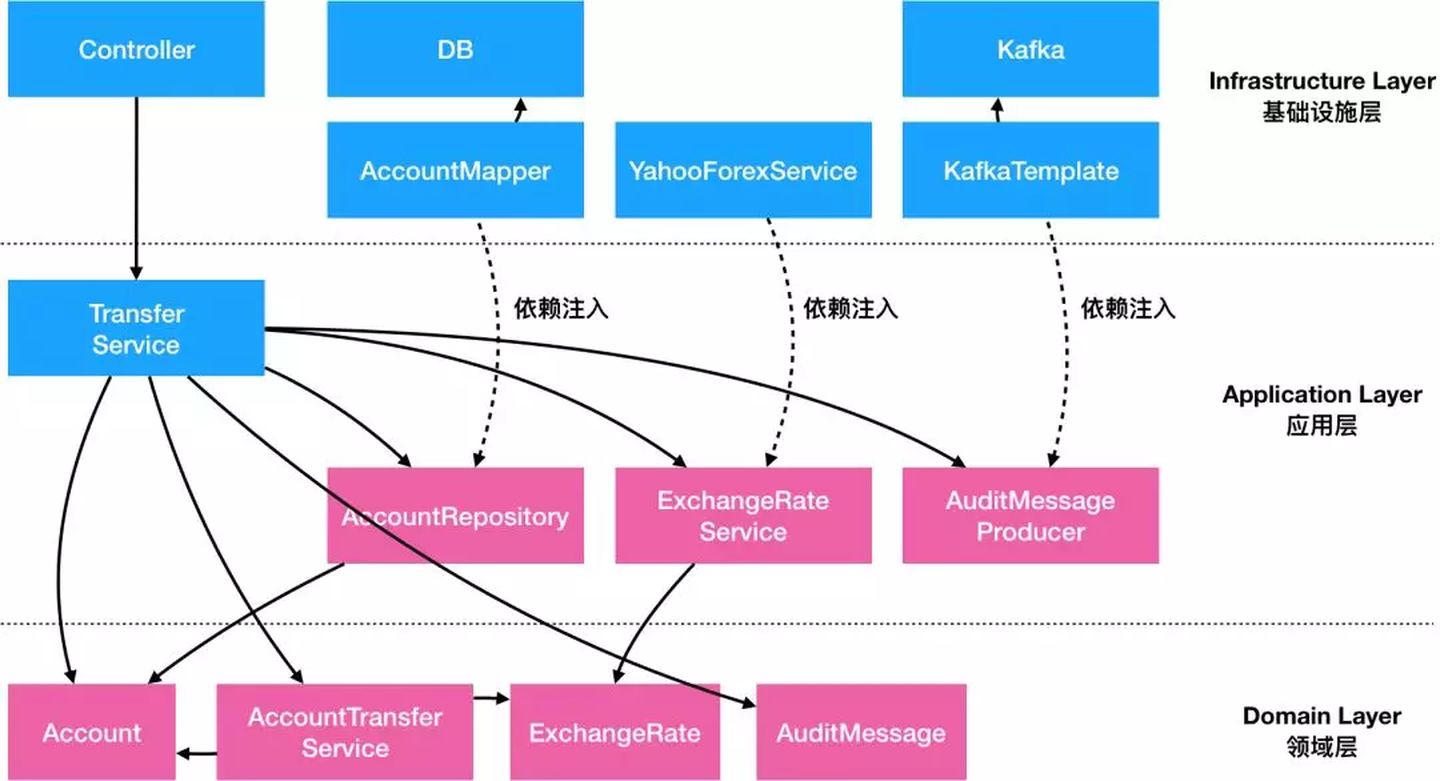 Controller
DB
Kafka
Infrastructure Layer
基础设施层
AccountMapper
YahooForexService
KafkaTemplate
Transfer
Service
依赖注入
依赖注入
依赖注入
Application Layer
应用层
AccountRepository
ExchangeRate
Service
AuditMessage
Producer
Account
AccountTransfer
Service
ExchangeRate
AuditMessage
Domain Layer
领域层